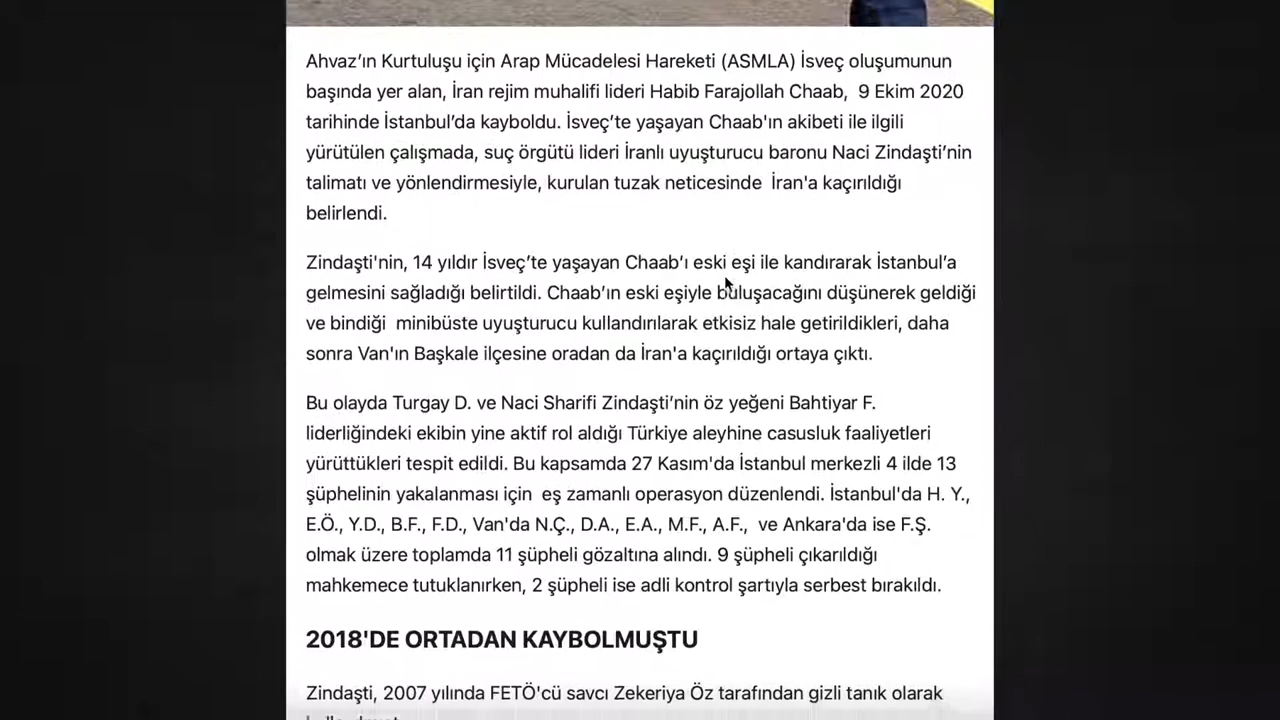 Ahvaz’ın Kurtuluşu için Arap Mücadelesi Hareketi (ASMLA) İsveç oluşumunun
başında yer alan, İran rejim muhalifi lideri Habib Farajollah Chaab,  9 Ekim 2020
tarihinde İstanbul’da kayboldu. İsveç’te yaşayan Chaab'ın akibeti ile ilgili
yürütülen çalışmada, suç örgütü lideri İranlı uyuşturucu baronu Naci Zindaşti’nin
talimatı ve yönlendirmesiyle, kurulan tuzak neticesinde  İran'a kaçırıldığı
belirlendi.
Zindaşti'nin, 14 yıldır İsveç’te yaşayan Chaab’ı eski eşi ile kandırarak İstanbul’a
gelmesini sağladığı belirtildi. Chaab’ın eski eşiyle buluşacağını düşünerek geldiği
ve bindiği  minibüste uyuşturucu kullandırılarak etkisiz hale getirildikleri, daha
sonra Van'ın Başkale ilçesine oradan da İran'a kaçırıldığı ortaya çıktı.
Bu olayda Turgay D. ve Naci Sharifi Zindaşti’nin öz yeğeni Bahtiyar F.
liderliğindeki ekibin yine aktif rol aldığı Türkiye aleyhine casusluk faaliyetleri
yürüttükleri tespit edildi. Bu kapsamda 27 Kasım'da İstanbul merkezli 4 ilde 13
şüphelinin yakalanması için  eş zamanlı operasyon düzenlendi. İstanbul'da H. Y.,
E.Ö., Y.D., B.F., F.D., Van'da N.Ç., D.A., E.A., M.F., A.F.,  ve Ankara'da ise F.Ş.
olmak üzere toplamda 11 şüpheli gözaltına alındı. 9 şüpheli çıkarıldığı
mahkemece tutuklanırken, 2 şüpheli ise adli kontrol şartıyla serbest bırakıldı.
2018'DE ORTADAN KAYBOLMUŞTU
Zindaşti, 2007 yılında FETÖ'cü savcı Zekeriya Öz tarafından gizli tanık olarak